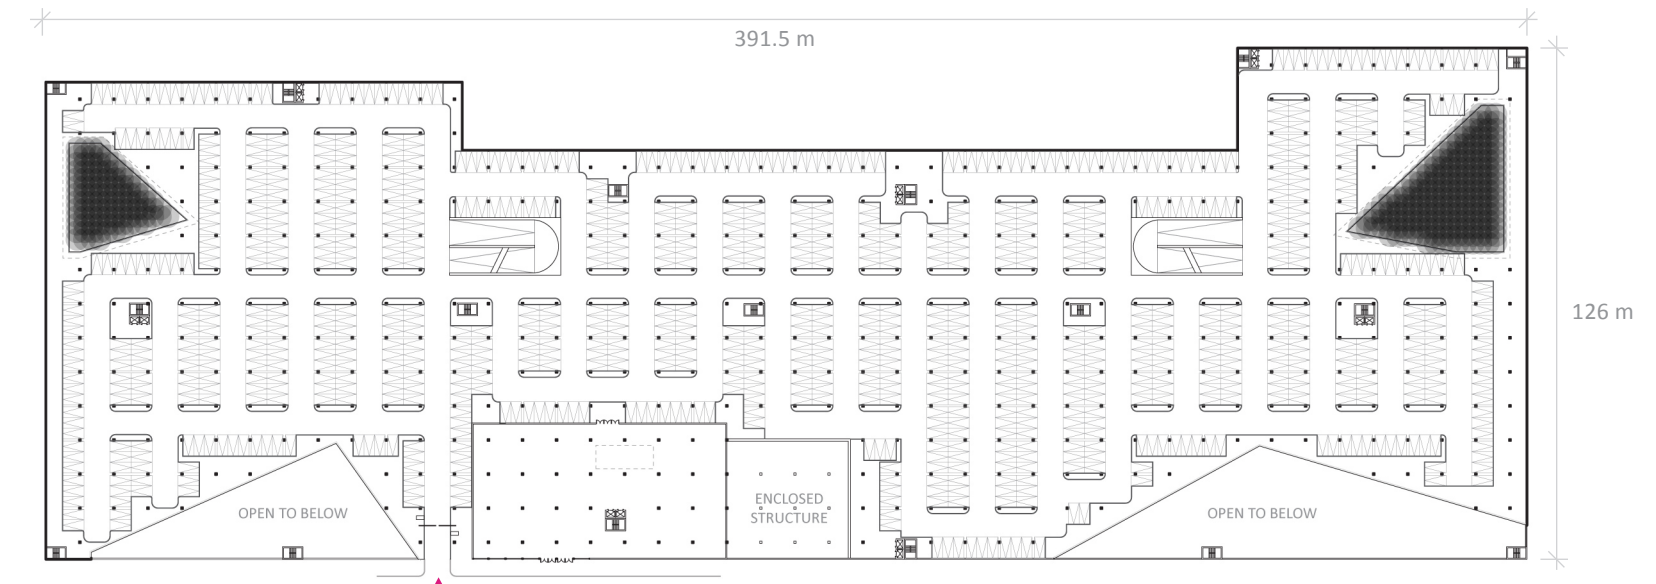 391.5 m
126 m
ENCLOSED
STRUCTURE
OPEN TO BELOW
OPEN TO BELOW